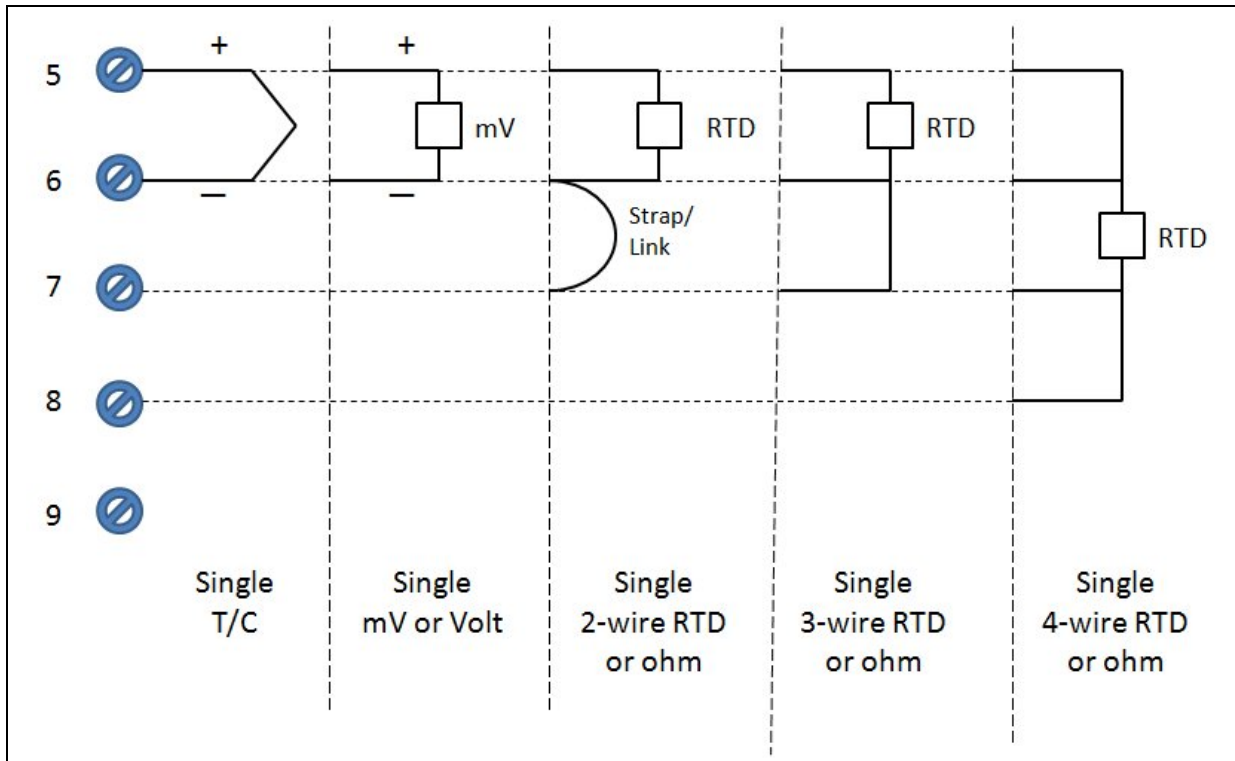 +
+
5
mV
RTD
RTD
6
−
−
Strap/
Link
RTD
7
8
9
Single
T/C
Single
mV or Volt
Single
2-wire RTD
or ohm
Single
3-wire RTD
or ohm
Single
4-wire RTD
or ohm